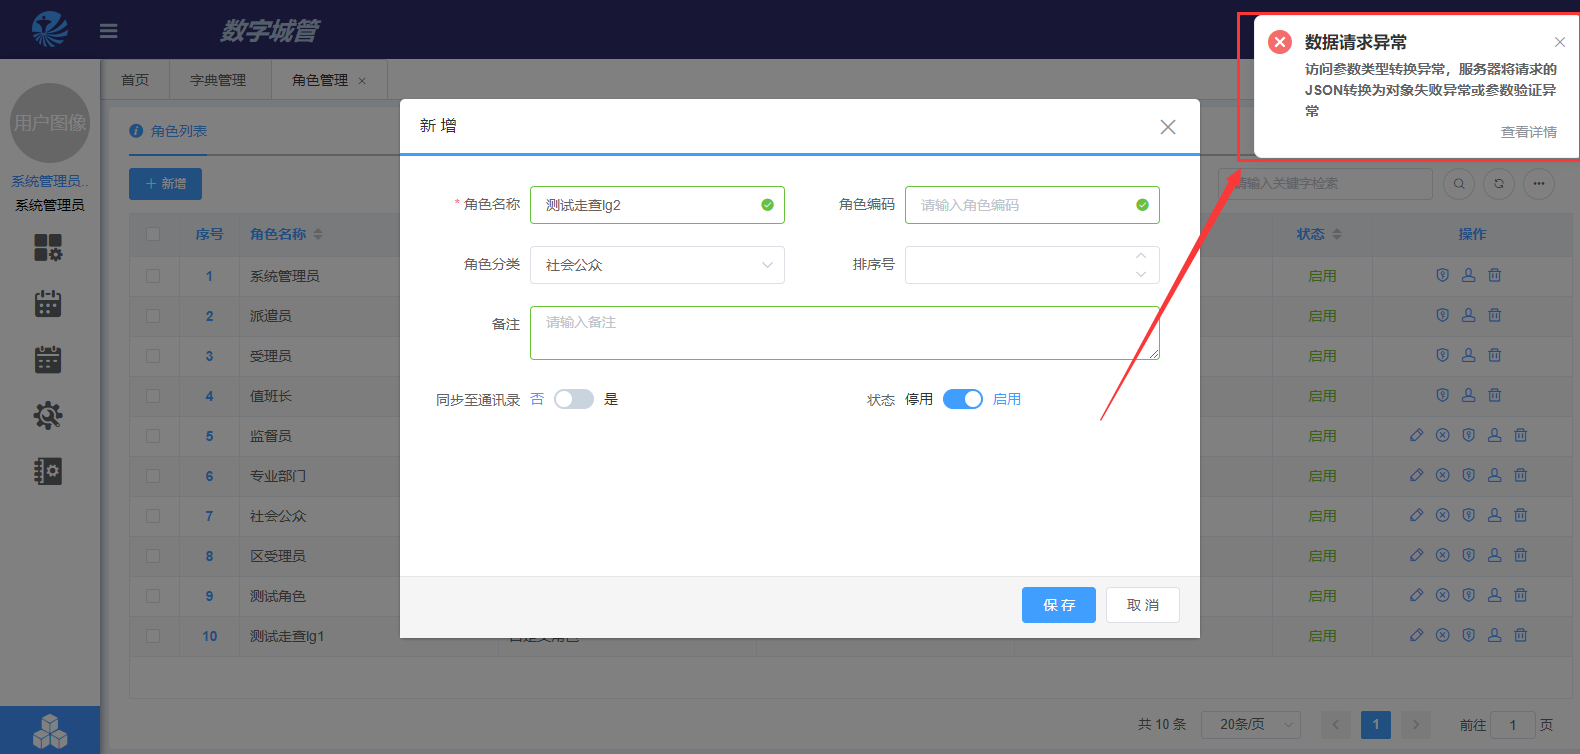 数字城管
用户图像
系统管理员..
系统管理员
首页
字典管理
角色管理
角色列表
新增
请输入关键字检索
序号
角色名称
状态
操作
1
系统管理员
启用
2
派遣员
启用
3
受理员
启用
4
值班长
启用
5
监督员
启用
6
专业部门
启用
7
社会公众
启用
8
区受理员
启用
9
测试角色
启用
10
测试走查lg1
启用
共 10 条
20条/页
1
前往
1
页
新 增
* 角色名称
测试走查lg2
角色编码
请输入角色编码
角色分类
社会公众
排序号
备注
请输入备注
同步至通讯录
否
是
状态
停用
启用
保 存
取 消
数据请求异常
访问参数类型转换异常，服务器将请求的
JSON转换为对象失败异常或参数验证异
常
查看详情